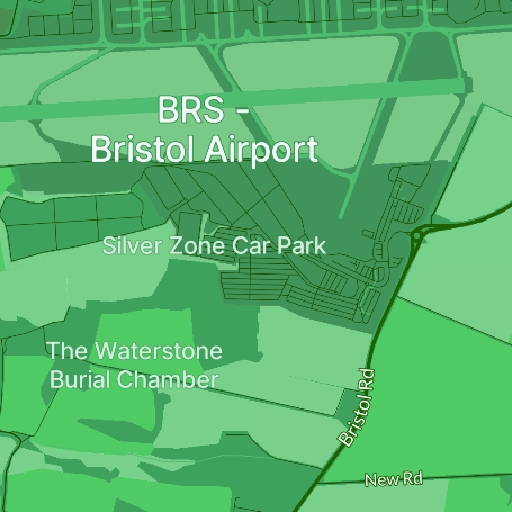 BRS -
Bristol Airport
Silver Zone Car Park
The Waterstone
Burial Chamber
Bristol Rd
New Rd